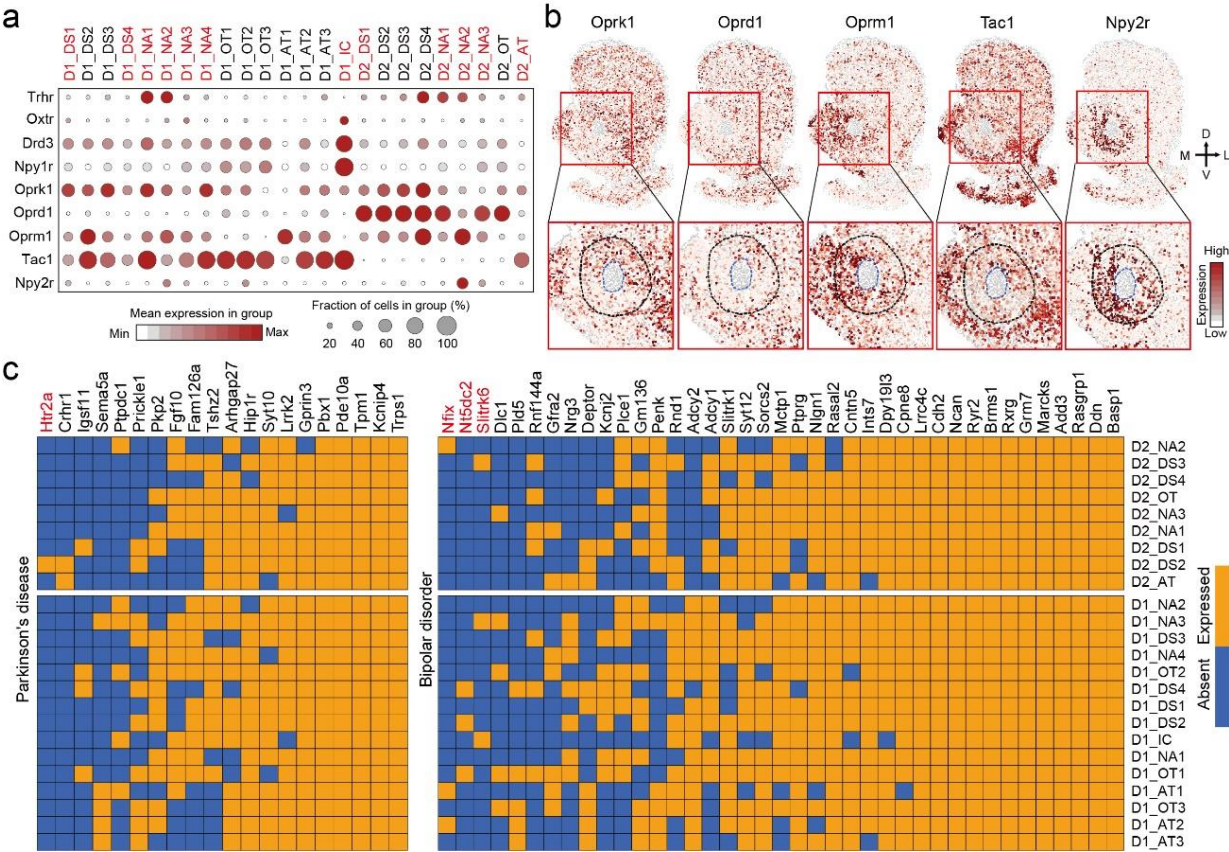 a
D1_DS1 D1_DS2 D1_DS3 D1_DS4 D1_NA1 D1_NA2 D1_NA3 D1_NA4 D1_OT1 D1_OT2 D1_OT3 D1_AT1 D1_AT2 D1_AT3 D1_IC D2_DS1 D2_DS2 D2_DS3 D2_DS4 D2_NA1 D2_NA2 D2_NA3 D2_OT D2_AT
Trhr
Oxtr
Drd3
Npy1r
Oprk1
Oprd1
Oprm1
Tac1
Npy2r
Mean expression in group
Min Max
Fraction of cells in group (%)
20 40 60 80 100
b
Oprk1 Oprd1 Oprm1 Tac1 Npy2r
D
M L
V
High
Expression
Low
c
Htr2a Crhr1 Igsf11 Sema5a Ptpdc1 Prickle1 Pkp2 Fgf10 Fam126a Tshz2 Arhgap27 Hip1r Syt10 Lrrk2 Gprin3 Pbx1 Pde10a Tpm1 Kcnip4 Trps1
Parkinson's disease
Nfix Nt5dc2 Slitrk6 Dlc1 Pld5 Rnf144a Gfra2 Nrg3 Deptor Kcnj2 Plce1 Gm136 Penk Rnd1 Adcy2 Adcy1 Slitrk1 Syt12 Sorcs2 Mctp1 Ptprg Nlgn1 Rasal2 Cntn5 Ints7 Dpy19l3 Cpne8 Lrrc4c Cdh2 Ncan Ryr2 Brms1 Rxrg Grm7 Marcks Add3 Rasgrp1 Ddn Basp1
Bipolar disorder
D2_NA2
D2_DS3
D2_DS4
D2_OT
D2_NA3
D2_NA1
D2_DS1
D2_DS2
D2_AT
D1_NA2
D1_NA3
D1_DS3
D1_NA4
D1_OT2
D1_DS4
D1_DS1
D1_DS2
D1_IC
D1_NA1
D1_OT1
D1_AT1
D1_OT3
D1_AT2
D1_AT3
Expressed
Absent